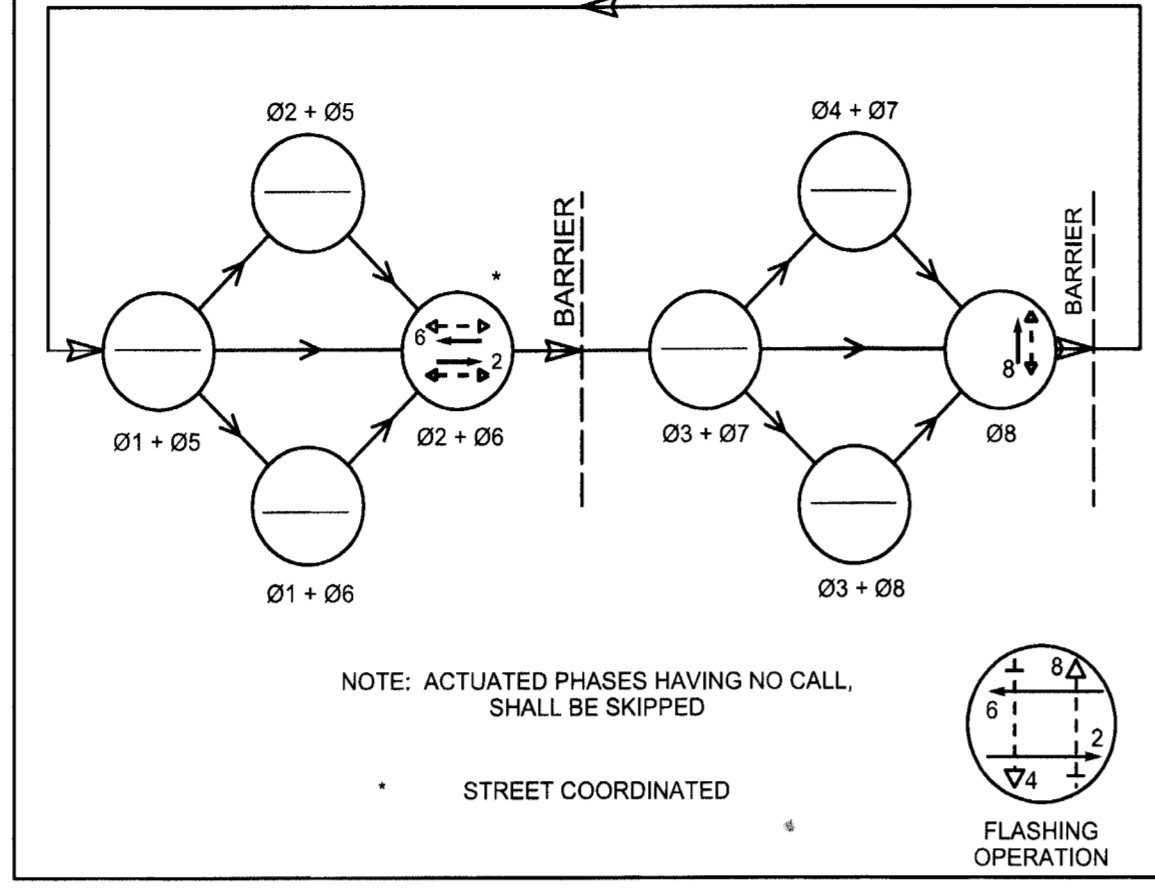 Ø2 + Ø5
Ø4 + Ø7
BARRIER
BARRIER
*
6
2
8
Ø1 + Ø5
Ø2 + Ø6
Ø3 + Ø7
Ø8
Ø1 + Ø6
Ø3 + Ø8
NOTE: ACTUATED PHASES HAVING NO CALL,
SHALL BE SKIPPED
* STREET COORDINATED
8
6
2
4
FLASHING
OPERATION